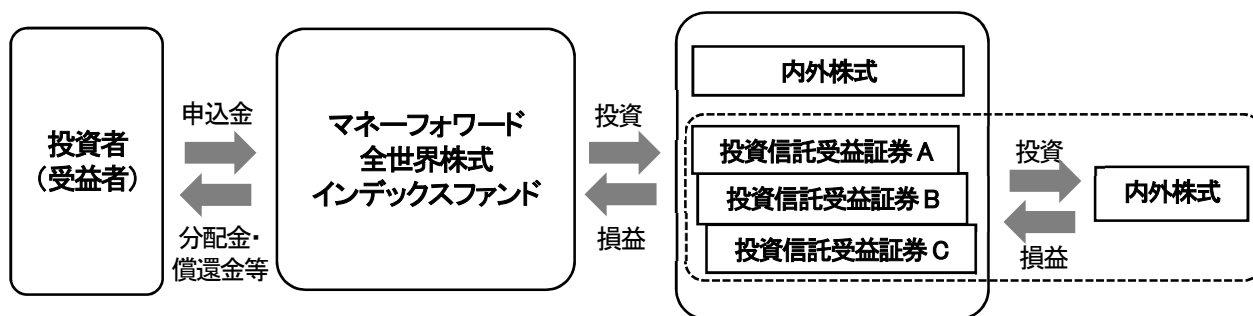 投資者
(受益者)
申込金
分配金・
償還金等
マネーフォワード
全世界株式
インデックスファンド
投資
損益
内外株式
投資信託受益証券A
投資信託受益証券B
投資信託受益証券C
投資
損益
内外株式